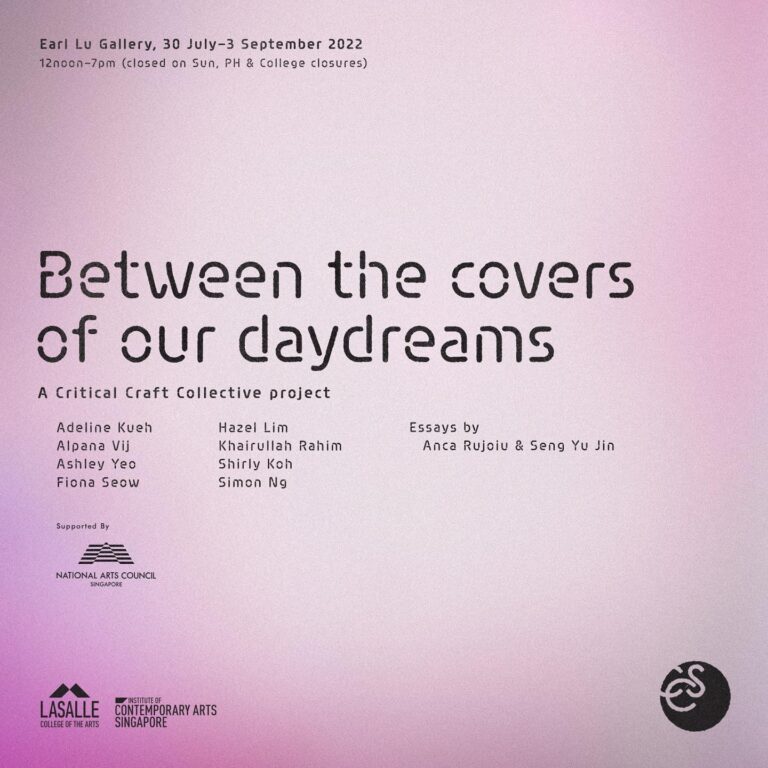 Earl Lu Gallery, 30 July–3 September 2022
12noon–7pm (closed on Sun, PH & College closures)
Between the covers
of our daydreams
A Critical Craft Collective project
Adeline Kueh
Alpana Vij
Ashley Yeo
Fiona Seow
Hazel Lim
Khairullah Rahim
Shirly Koh
Simon Ng
Essays by
Anca Rujoiu & Seng Yu Jin
Supported By
NATIONAL ARTS COUNCIL
SINGAPORE
LASALLE
COLLEGE OF THE ARTS
INSTITUTE OF
CONTEMPORARY ARTS
SINGAPORE